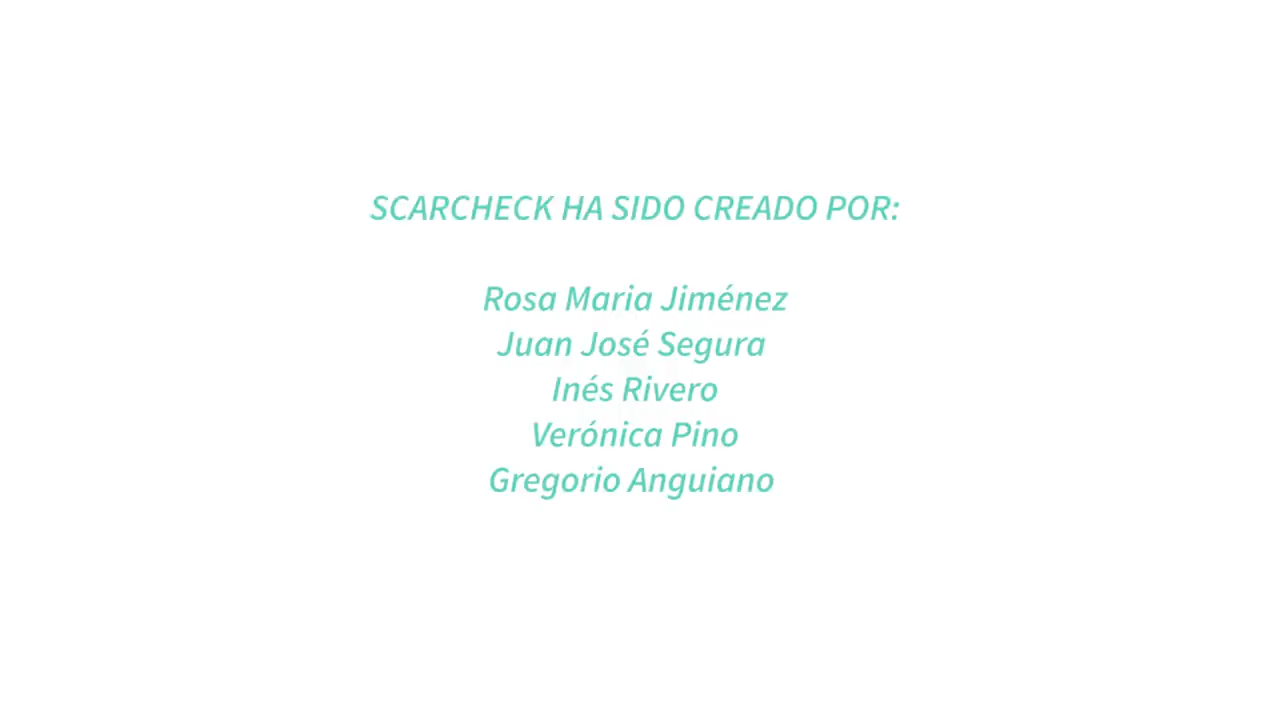 SCARCHECK HA SIDO CREADO POR:
Rosa Maria Jiménez
Juan José Segura
Inés Rivero
Verónica Pino
Gregorio Anguiano